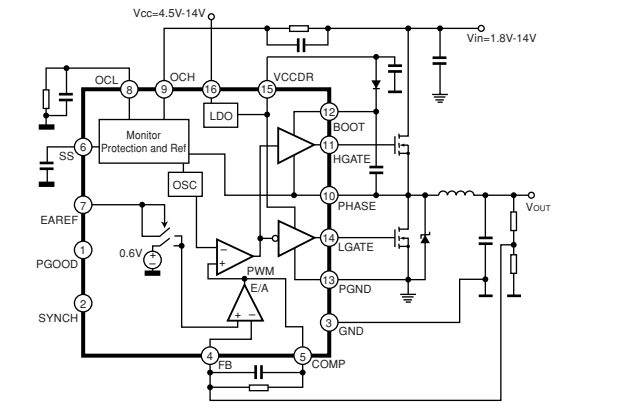 Vcc=4.5V-14V
Vin=1.8V-14V
OCL
OCH
VCCDR
8
9
16
15
LDO
12
BOOT
Monitor
Protection and Ref
11
HGATE
6
SS
OSC
10
PHASE
VOUT
7
EAREF
14
LGATE
0.6V
+
−
−
+
PWM
1
PGOOD
13
PGND
E/A
2
SYNCH
+ −
3
GND
4
FB
5
COMP